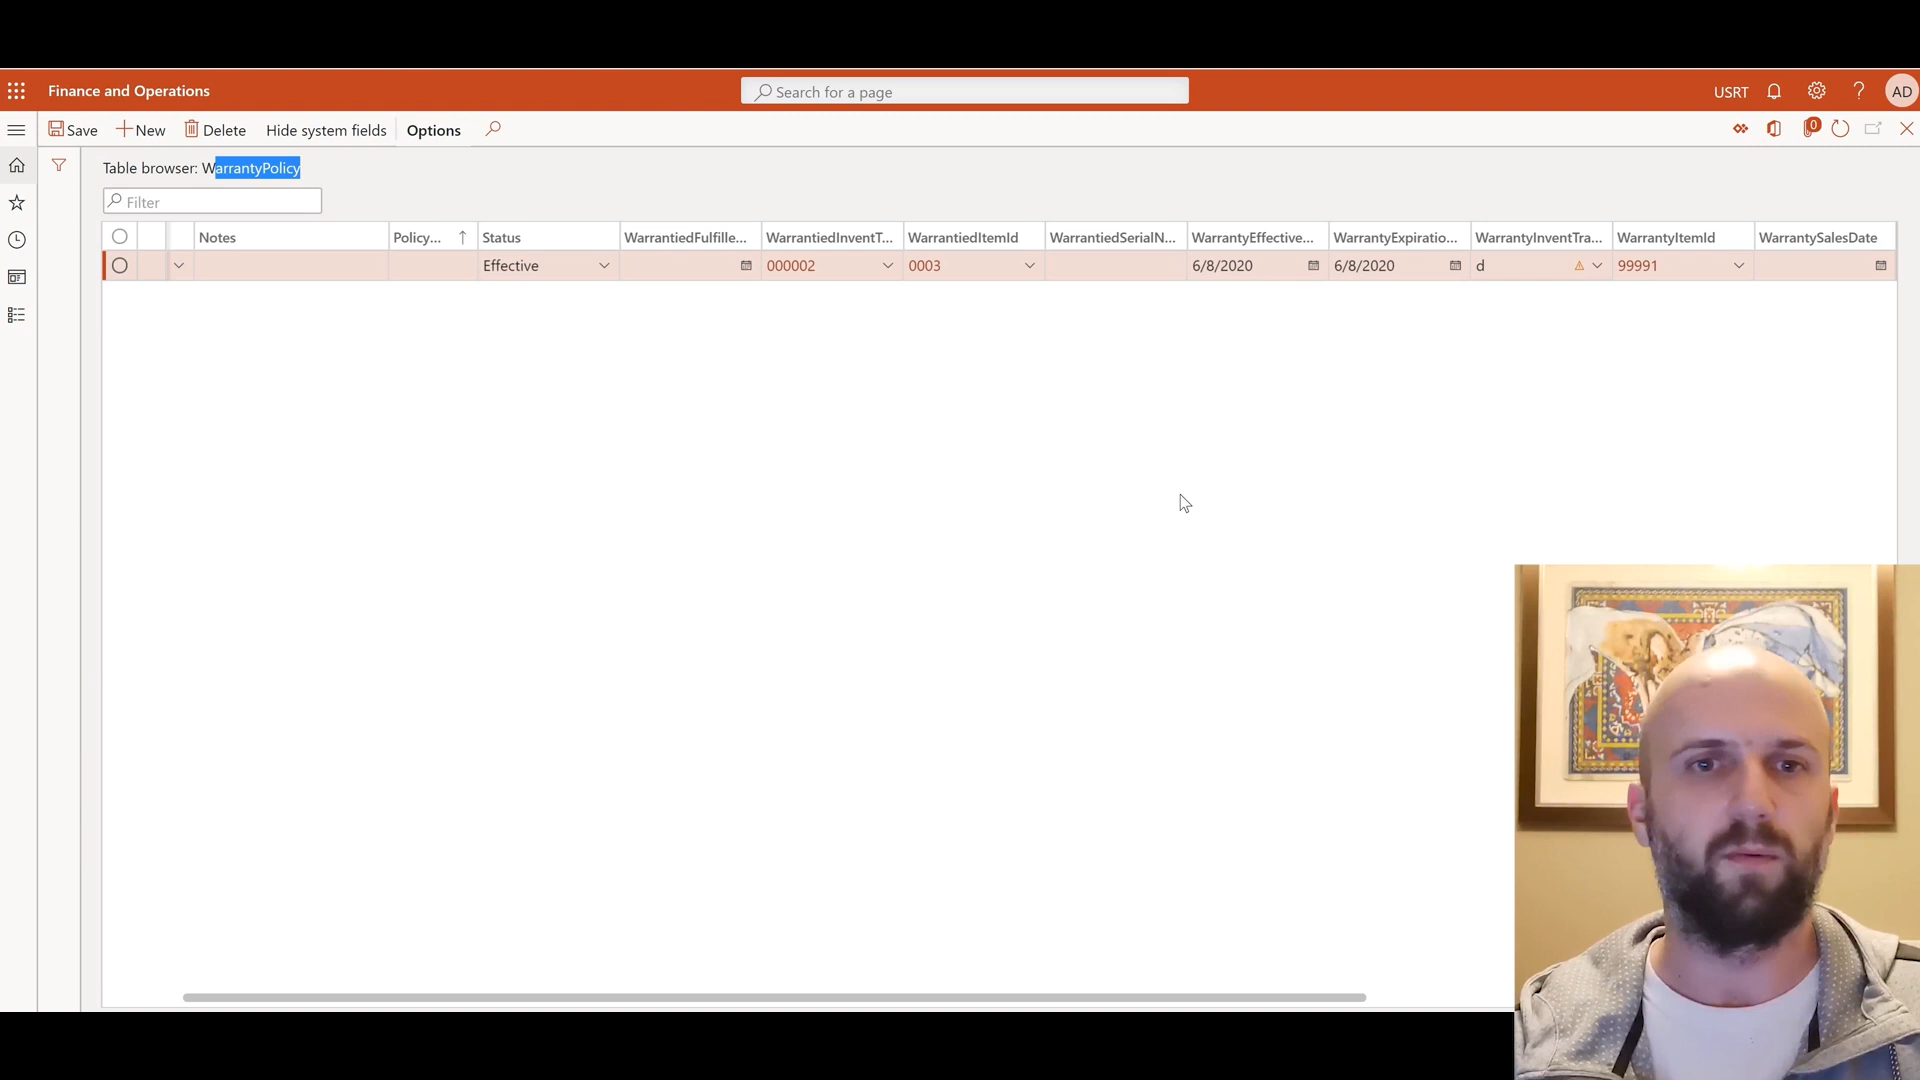 Finance and Operations
Search for a page
USRT
AD
Save
New
Delete
Hide system fields
Options
0
Table browser: WarrantyPolicy
Filter
Notes Policy... Status WarrantiedFulfille... WarrantiedInventT... WarrantiedItemId WarrantiedSerialN... WarrantyEffective... WarrantyExpiratio... WarrantyInventTra... WarrantyItemId WarrantySalesDate
Effective 000002 0003 6/8/2020 6/8/2020 d 99991